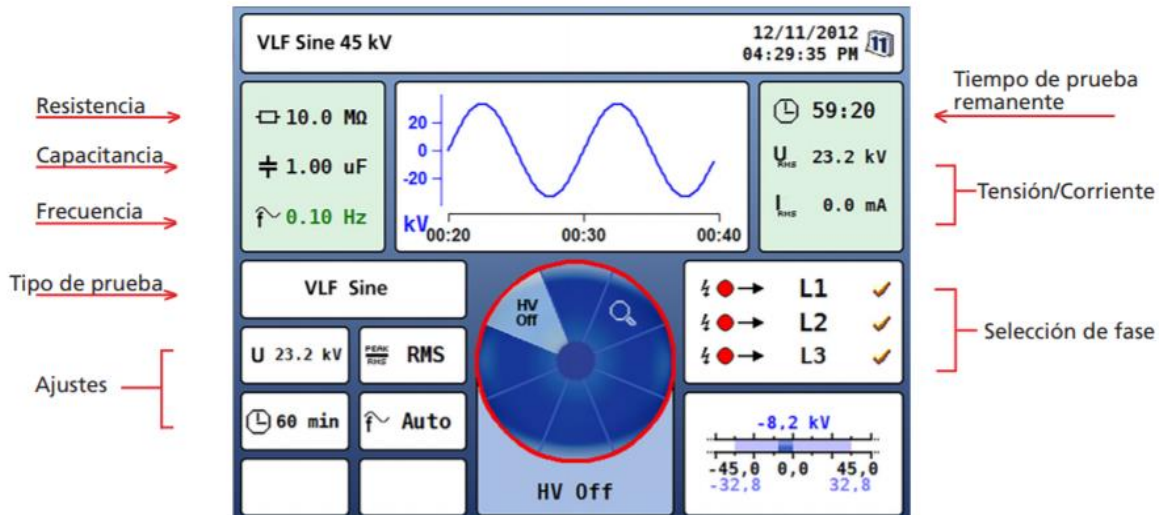 VLF Sine 45 kV
12/11/2012
04:29:35 PM
11
Resistencia
Capacitancia
Frecuencia
Tipo de prueba
Ajustes
10.0 MΩ
1.00 uF
f 0.10 Hz
20
0
-20
kV
00:20 00:30 00:40
59:20
URMS 23.2 kV
IRMS 0.0 mA
Tiempo de prueba
remanente
Tensión/Corriente
Selección de fase
VLF Sine
U 23.2 kV
PEAK
RMS
RMS
60 min
f Auto
HV
Off
HV Off
L1
L2
L3
-8,2 kV
-45,0 0,0 45,0
-32,8 32,8